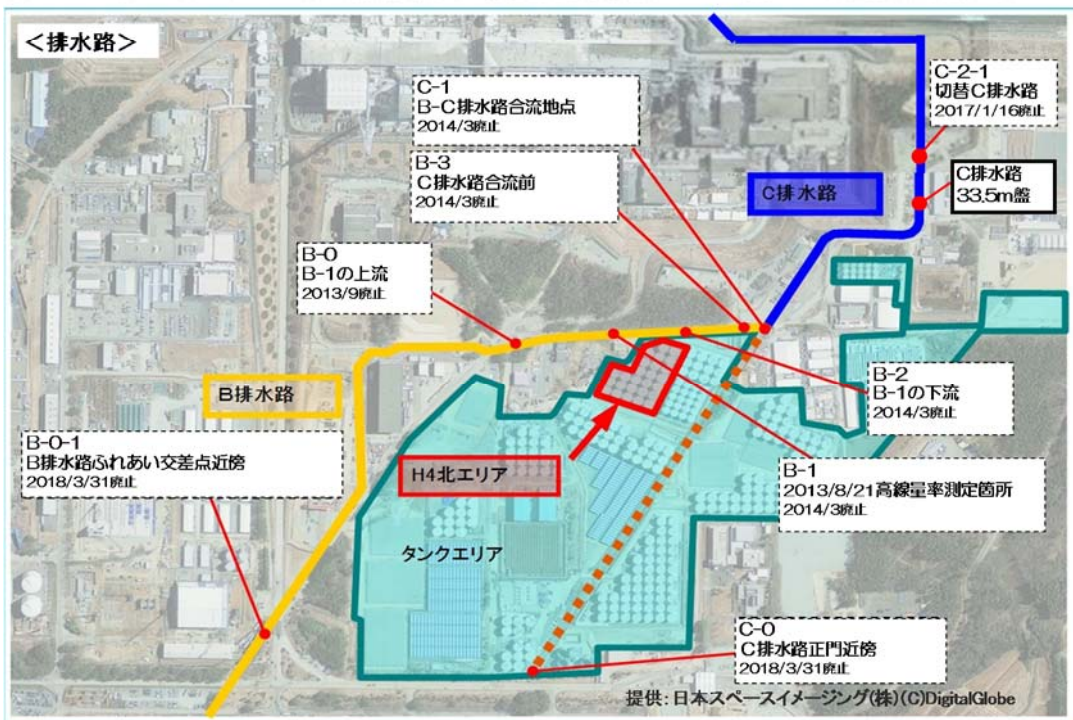 <排水路>
C-1
B-C排水路合流地点
2014/3廃止
B-3
C排水路合流前
2014/3廃止
C-2-1
切替C排水路
2017/1/16廃止
C排水路
33.5m盤
C排水路
B-0
B-1の上流
2013/9廃止
B排水路
B-2
B-1の下流
2014/3廃止
B-0-1
B排水路ふれあい交差点近傍
2018/3/31廃止
H4北エリア
B-1
2013/8/21高線量率測定箇所
2014/3廃止
タンクエリア
C-0
C排水路正門近傍
2018/3/31廃止
提供:日本スペースイメージング(株)(C)DigitalGlobe